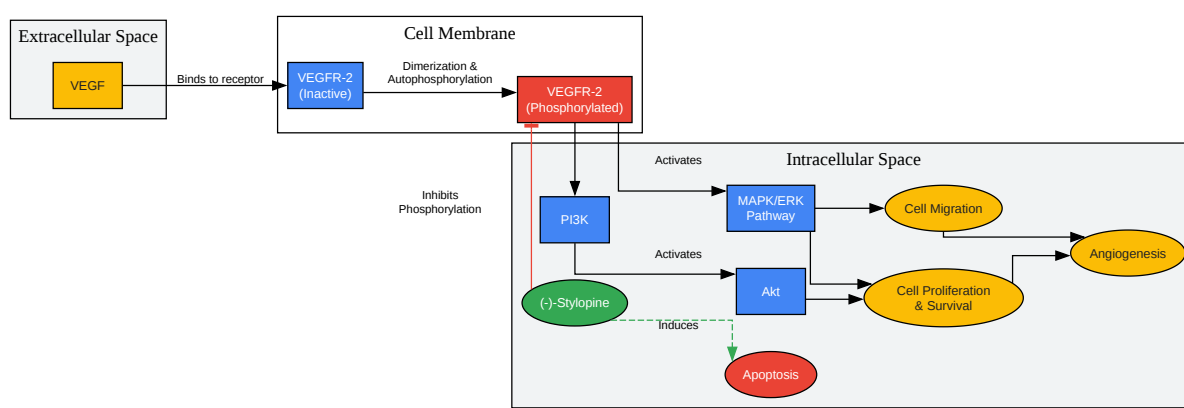 Extracellular Space
VEGF
Binds to receptor
Cell Membrane
VEGFR-2
(Inactive)
Dimerization &
Autophosphorylation
VEGFR-2
(Phosphorylated)
Inhibits
Phosphorylation
Intracellular Space
Activates
PI3K
MAPK/ERK
Pathway
Cell Migration
Angiogenesis
Activates
(-)-Stylopine
Akt
Cell Proliferation
& Survival
Induces
Apoptosis